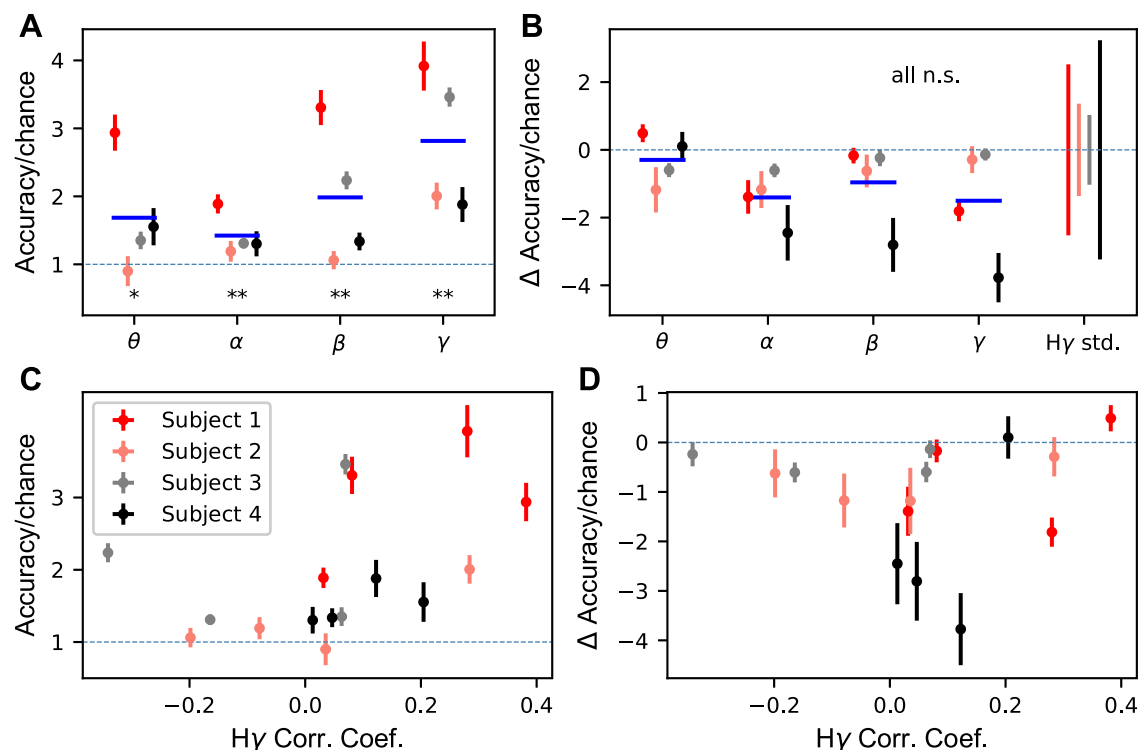 A
Accuracy/chance
4
3
2
1
* ** ** **
θ α β γ
B
Δ Accuracy/chance
all n.s.
2
0
−2
−4
θ α β γ Hγ std.
C
Accuracy/chance
Subject 1
Subject 2
Subject 3
Subject 4
3
2
1
−0.2 0.0 0.2 0.4
Hγ Corr. Coef.
D
Δ Accuracy/chance
1
0
−1
−2
−3
−4
−0.2 0.0 0.2 0.4
Hγ Corr. Coef.